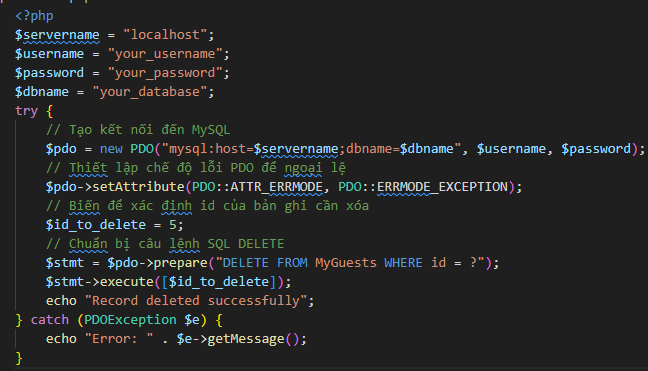 <?php
$servername = "localhost";
$username = "your_username";
$password = "your_password";
$dbname = "your_database";
try {
    // Tạo kết nối đến MySQL
    $pdo = new PDO("mysql:host=$servername;dbname=$dbname", $username, $password);
    // Thiết lập chế độ lỗi PDO để ngoại lệ
    $pdo->setAttribute(PDO::ATTR_ERRMODE, PDO::ERRMODE_EXCEPTION);
    // Biến để xác định id của bản ghi cần xóa
    $id_to_delete = 5;
    // Chuẩn bị câu lệnh SQL DELETE
    $stmt = $pdo->prepare("DELETE FROM MyGuests WHERE id = ?");
    $stmt->execute([$id_to_delete]);
    echo "Record deleted successfully";
} catch (PDOException $e) {
    echo "Error: " . $e->getMessage();
}